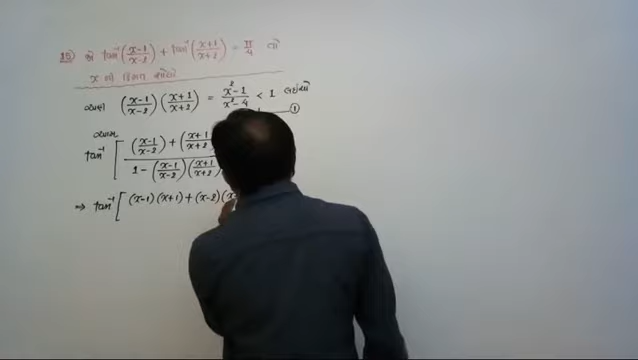 15) જો tan⁻¹((x-1)/(x-2)) + tan⁻¹((x+1)/(x+2)) = π/4 તો
x ની કિંમત શોધો
((x-1)/(x-2)) ((x+1)/(x+2)) = (x²-1)/(x²-4) < 1 ①
tan⁻¹[ ((x-1)/(x-2)) + ((x+1)/(x+2)) / 1 - ((x-1)/(x-2)) ((x+1)/(x+2))
⇒ tan⁻¹[ (x-1)(x+1) + (x-2)(